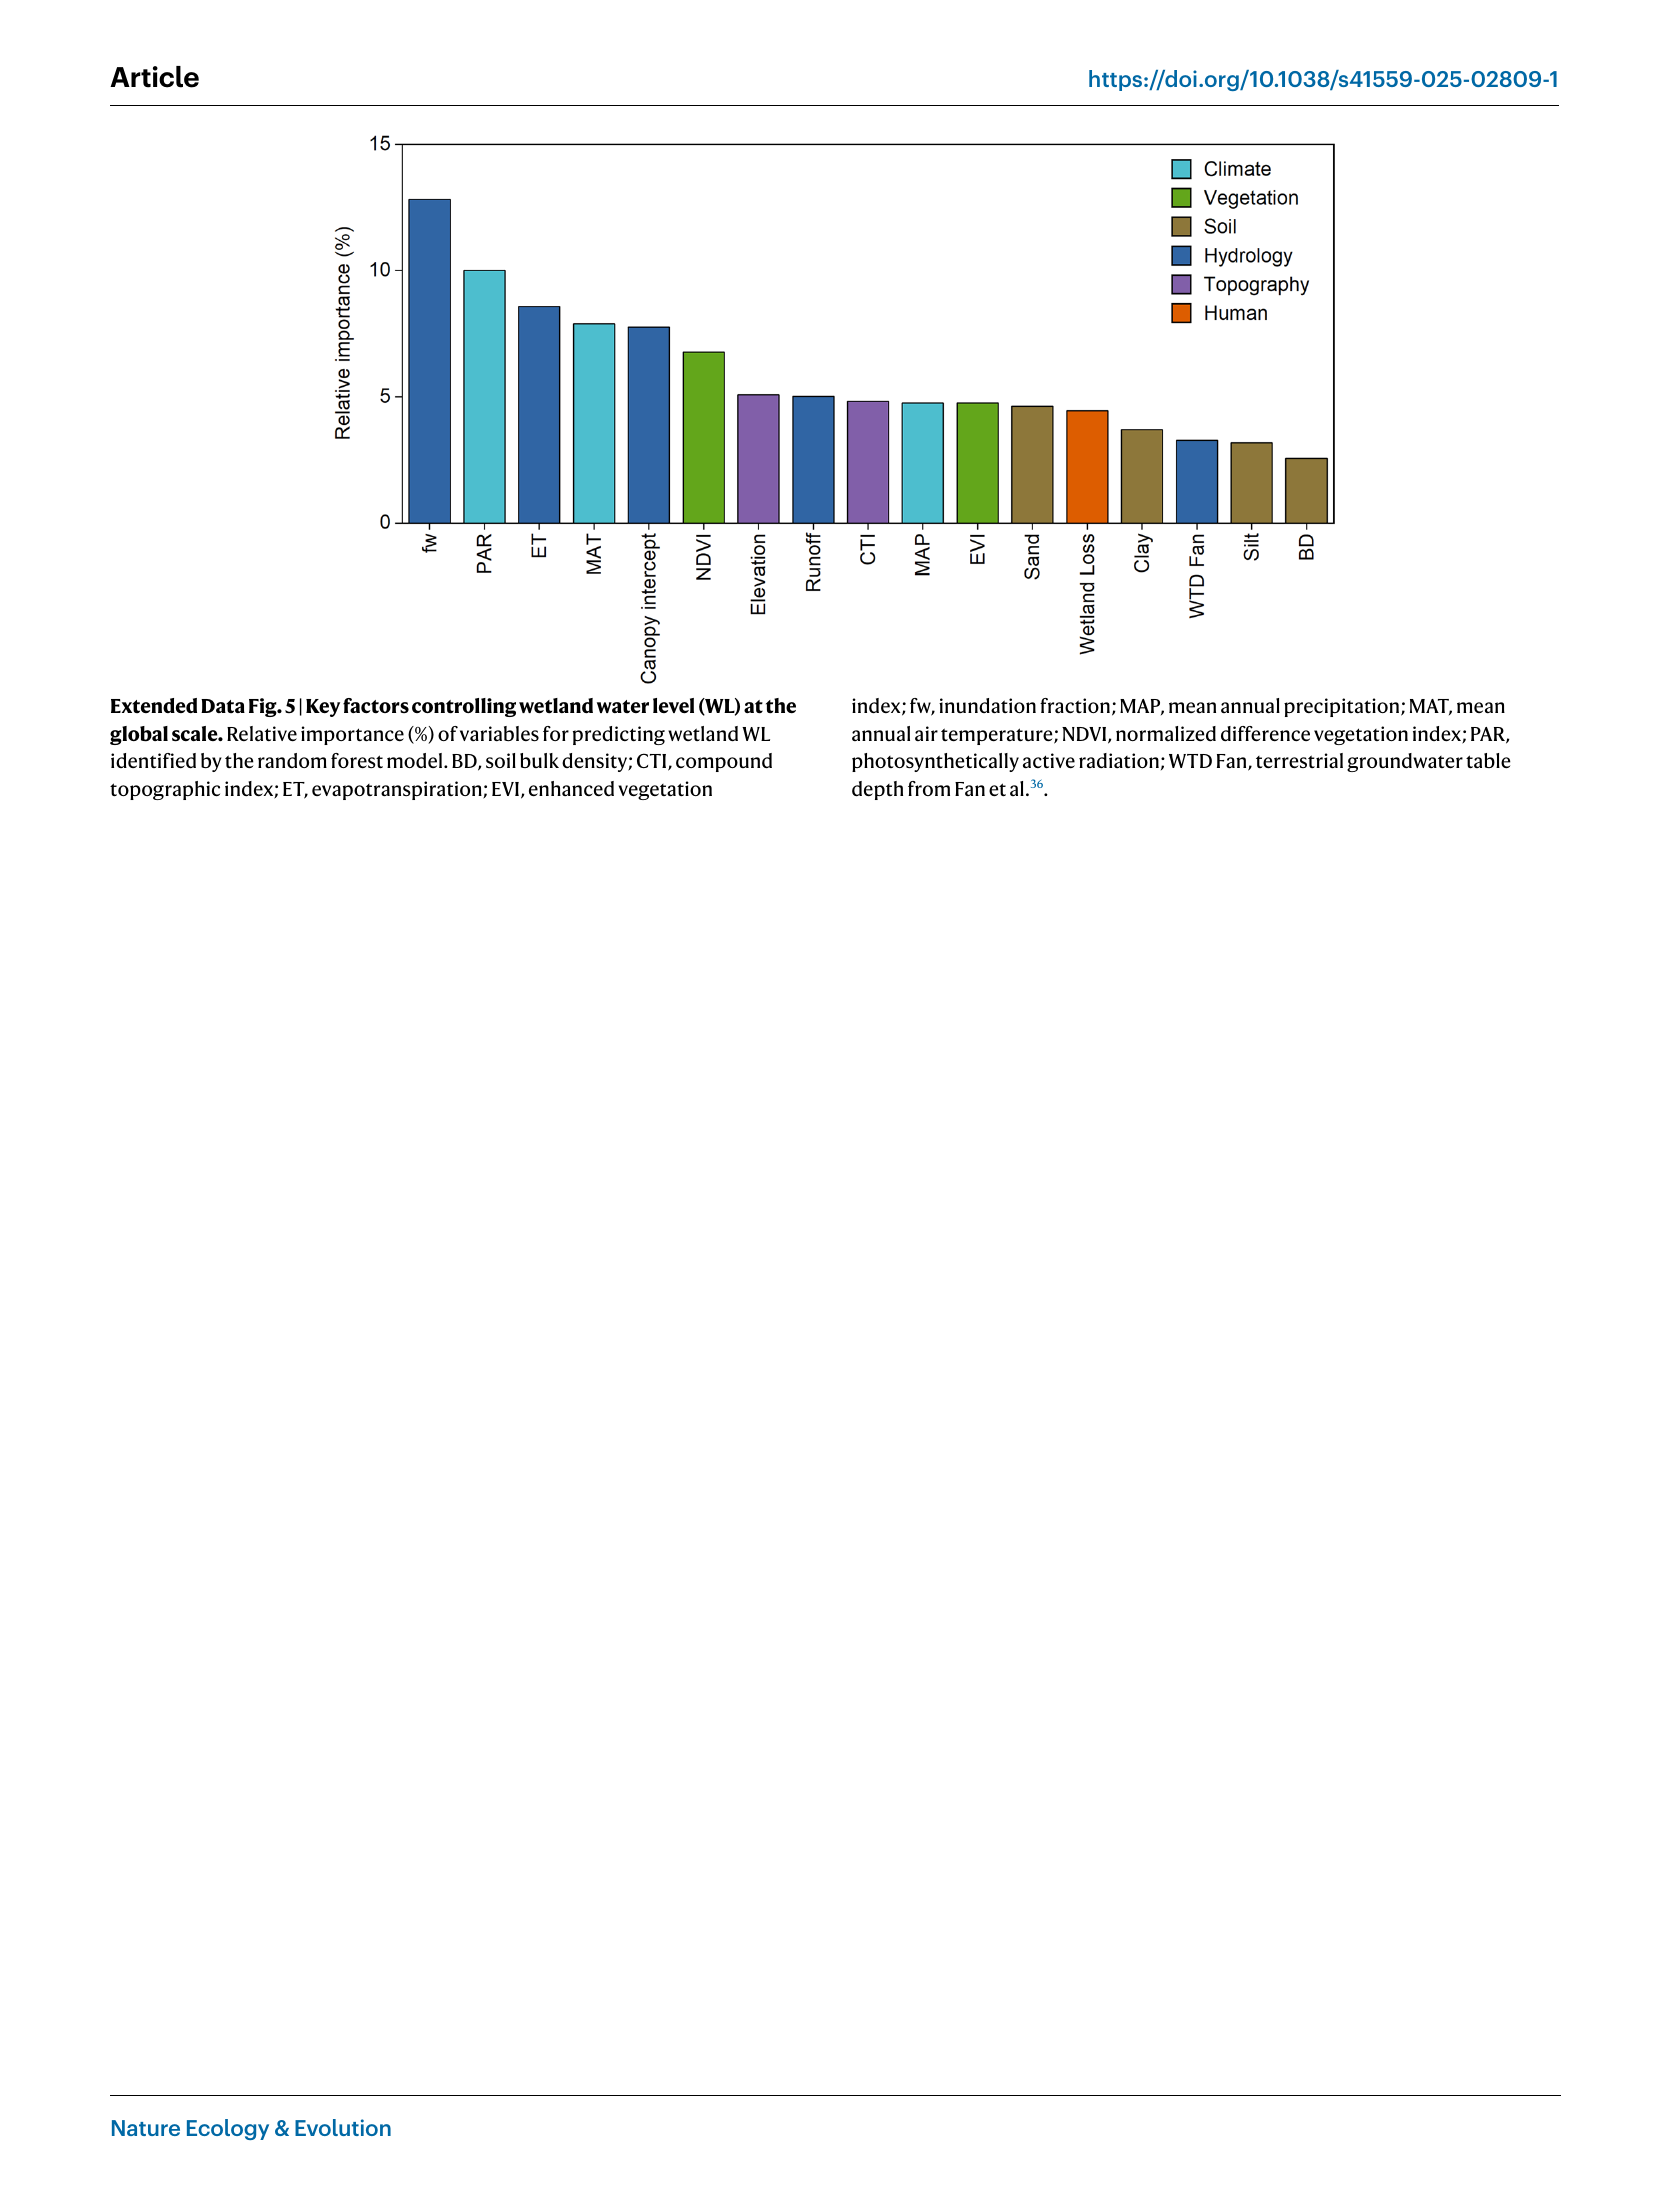 Article
https://doi.org/10.1038/s41559-025-02809-1
15
10
5
0
Relative importance (%)
Climate
Vegetation
Soil
Hydrology
Topography
Human
fw
PAR
ET
MAT
Canopy intercept
NDVI
Elevation
Runoff
CTI
MAP
EVI
Sand
Wetland Loss
Clay
WTD Fan
Silt
BD
Extended Data Fig. 5 | Key factors controlling wetland water level (WL) at the
global scale. Relative importance (%) of variables for predicting wetland WL
identified by the random forest model. BD, soil bulk density; CTI, compound
topographic index; ET, evapotranspiration; EVI, enhanced vegetation
index; fw, inundation fraction; MAP, mean annual precipitation; MAT, mean
annual air temperature; NDVI, normalized difference vegetation index; PAR,
photosynthetically active radiation; WTD Fan, terrestrial groundwater table
depth from Fan et al.36.
Nature Ecology & Evolution